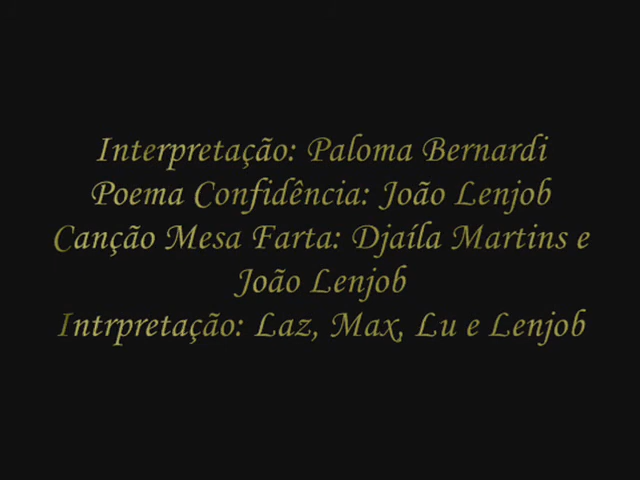 Interpretação: Paloma Bernardi
Poema Confidência: João Lenjob
Canção Mesa Farta: Djaíla Martins e
João Lenjob
Intrpretação: Laz, Max, Lu e Lenjob